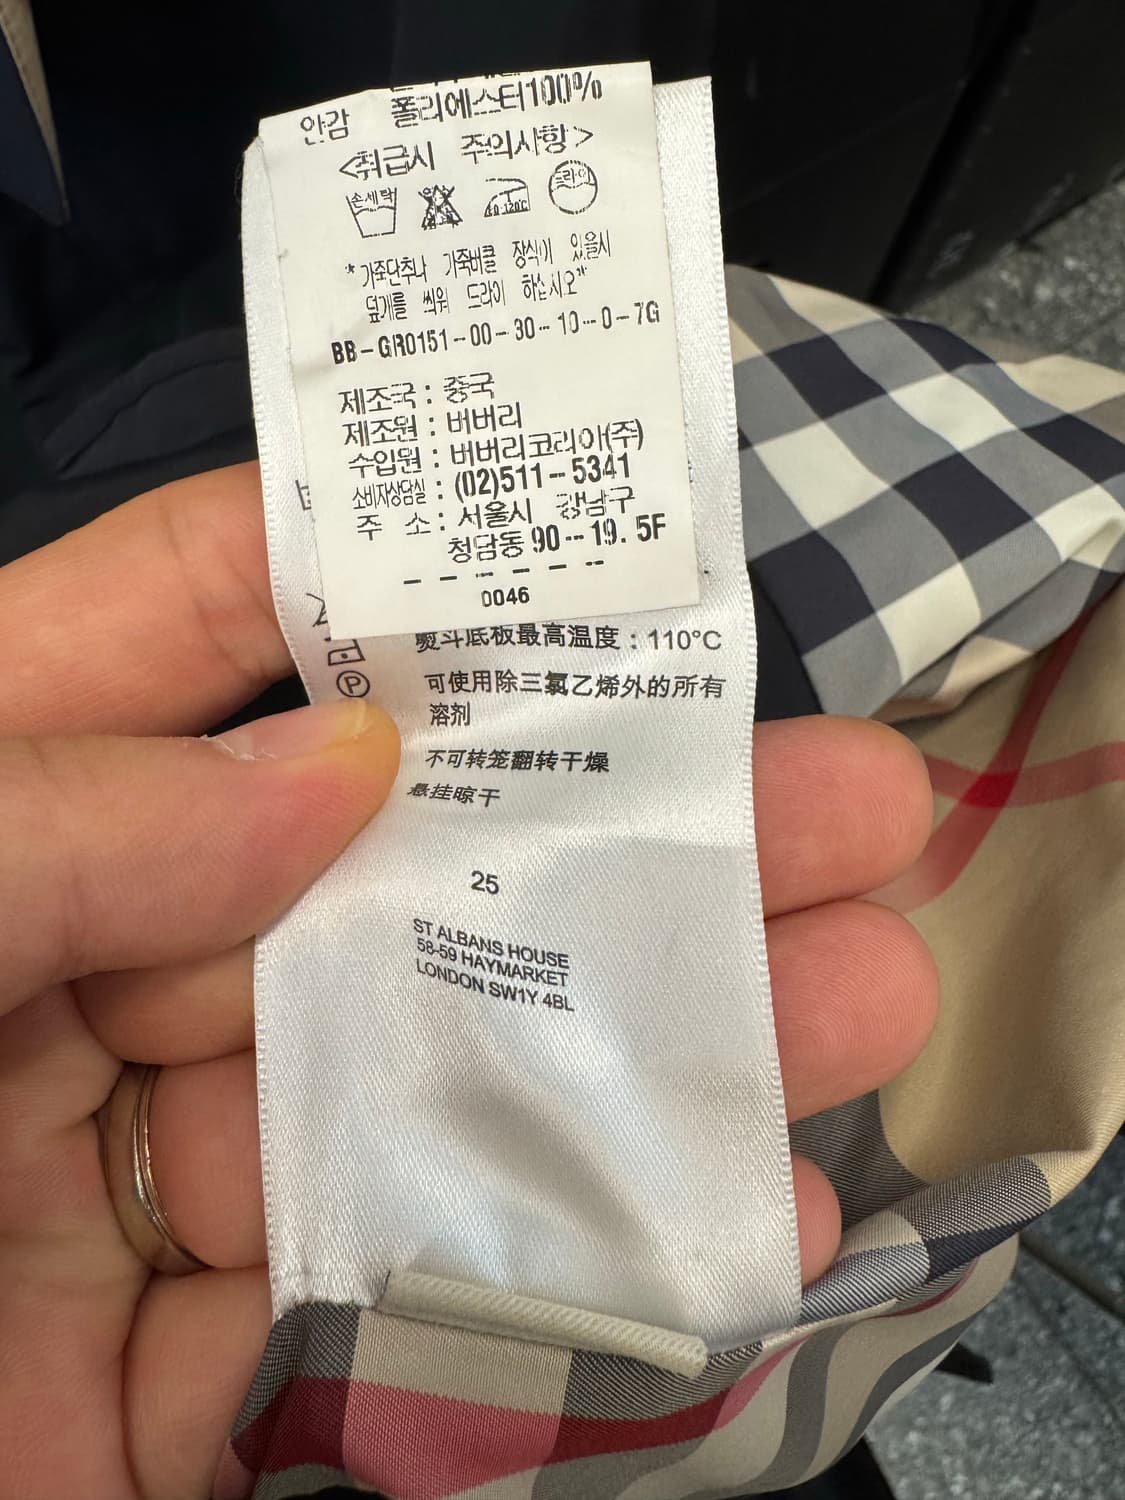 안감 폴리에스터100%
<취급시 주의사항>
손세탁
드라이
*가죽단추나 가죽버클 장식이 있을시
덮개를 씌워 드라이 하십시오*
BB-GR0151-00-30-10-0-7G
제조국 : 중국
제조원 : 버버리
수입원 : 버버리코리아(주)
소비자상담실 : (02)511-5341
주 소 : 서울시 강남구
청담동 90--19. 5F
0046
熨斗底板最高温度：110°C
P
可使用除三氯乙烯外的所有
溶剂
不可转笼翻转干燥
悬挂晾干
25
ST ALBANS HOUSE
58-59 HAYMARKET
LONDON SW1Y 4BL